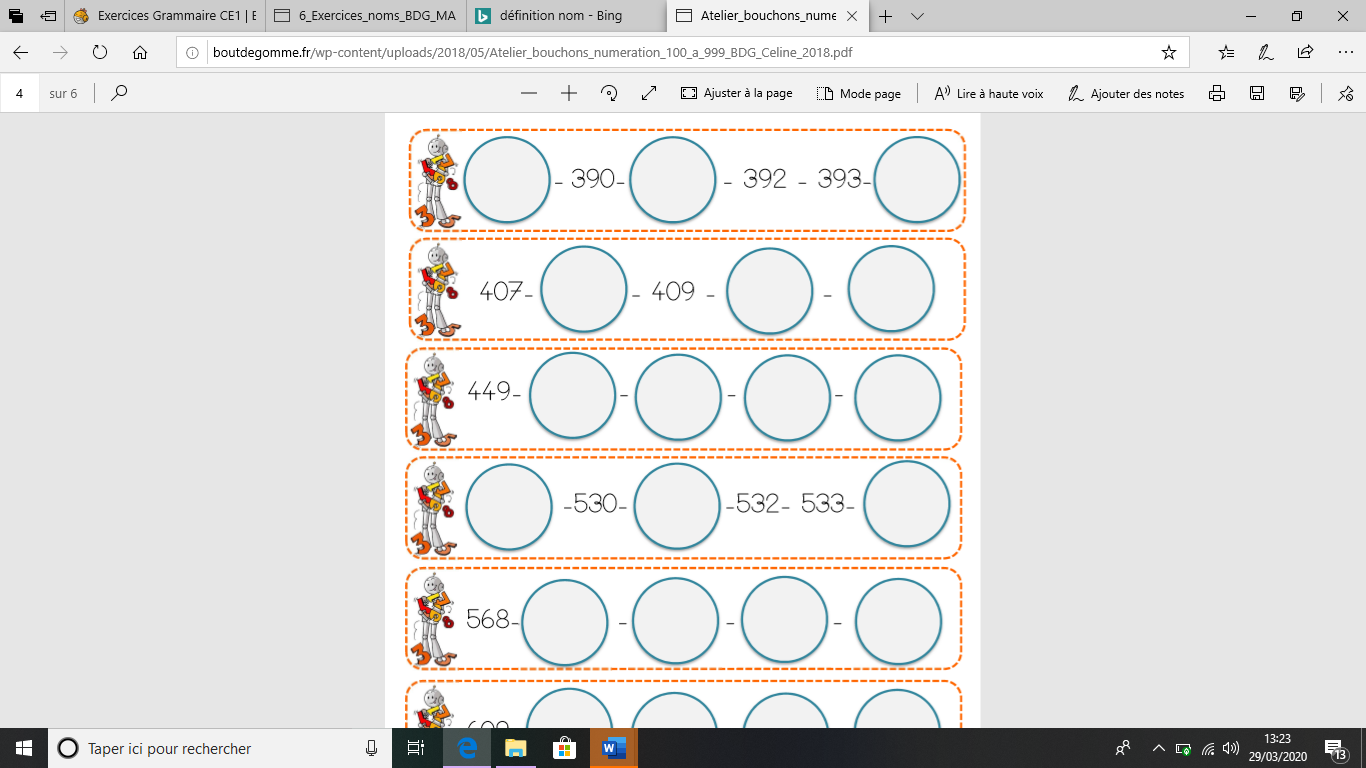 Exercices Grammaire CE1 | E
6_Exercices_noms_BDG_MA
définition nom - Bing
Atelier_bouchons_nume
boutdegomme.fr/wp-content/uploads/2018/05/Atelier_bouchons_numeration_100_a_999_BDG_Celine_2018.pdf
4 sur 6 Ajuster à la page Mode page Lire à haute voix Ajouter des notes
- 390- - 392 - 393-
407- - 409 - -
449- - - -
-530- -532- 533-
568- - - -
Taper ici pour rechercher
13:23
29/03/2020
13